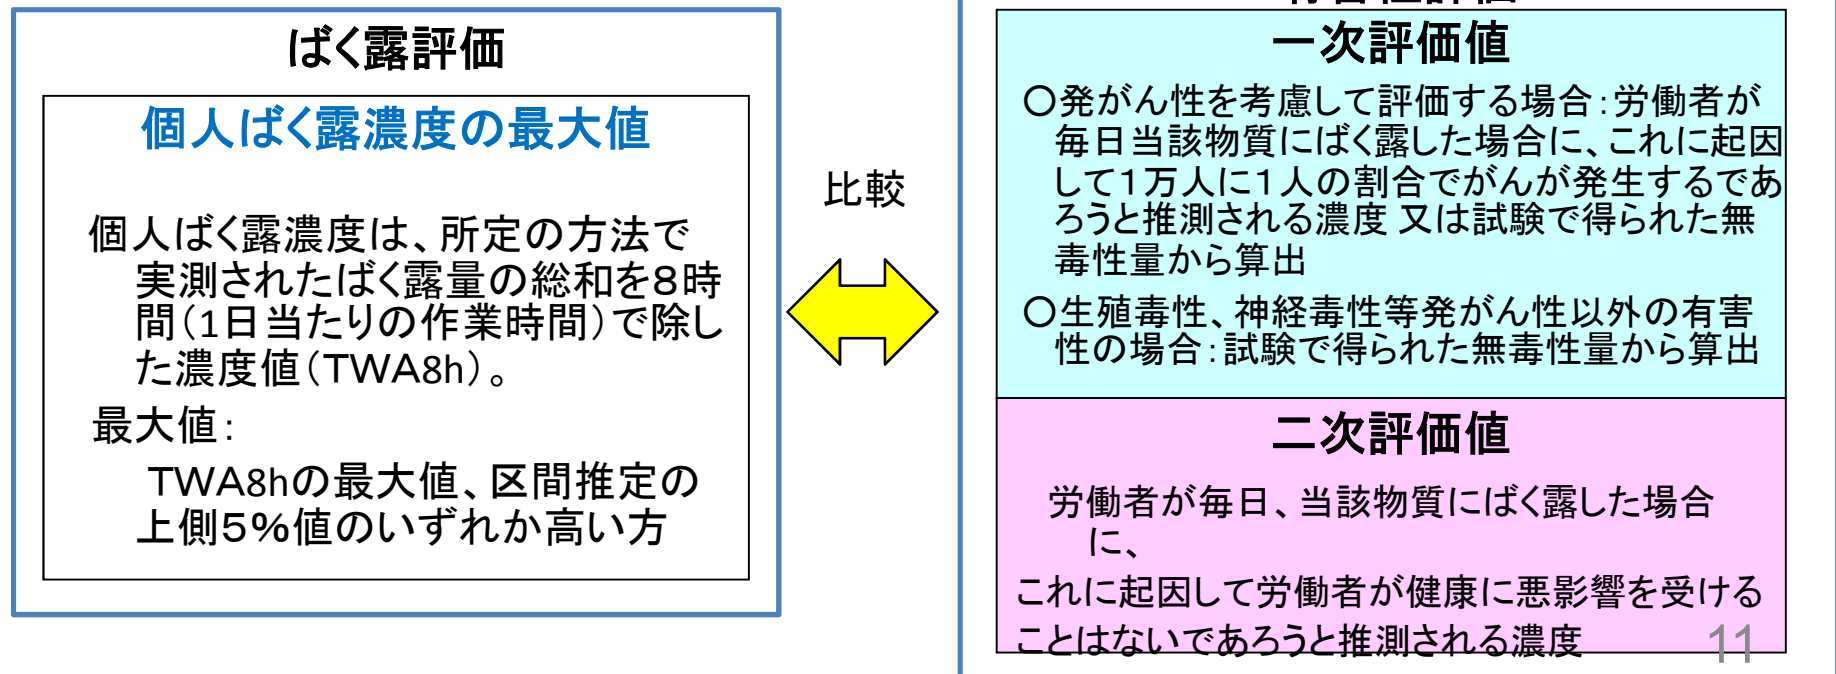 ばく露評価
個人ばく露濃度の最大値
個人ばく露濃度は、所定の方法で
実測されたばく露量の総和を8時
間(1日当たりの作業時間)で除し
た濃度値(TWA8h)。
最大値:
TWA8hの最大値、区間推定の
上側5%値のいずれか高い方
比較
一次評価値
○発がん性を考慮して評価する場合:労働者が
毎日当該物質にばく露した場合に、これに起因
して1万人に1人の割合でがんが発生するであ
ろうと推測される濃度 又は試験で得られた無
毒性量から算出
○生殖毒性、神経毒性等発がん性以外の有害
性の場合:試験で得られた無毒性量から算出
二次評価値
労働者が毎日、当該物質にばく露した場合
に、
これに起因して労働者が健康に悪影響を受ける
ことはないであろうと推測される濃度
11